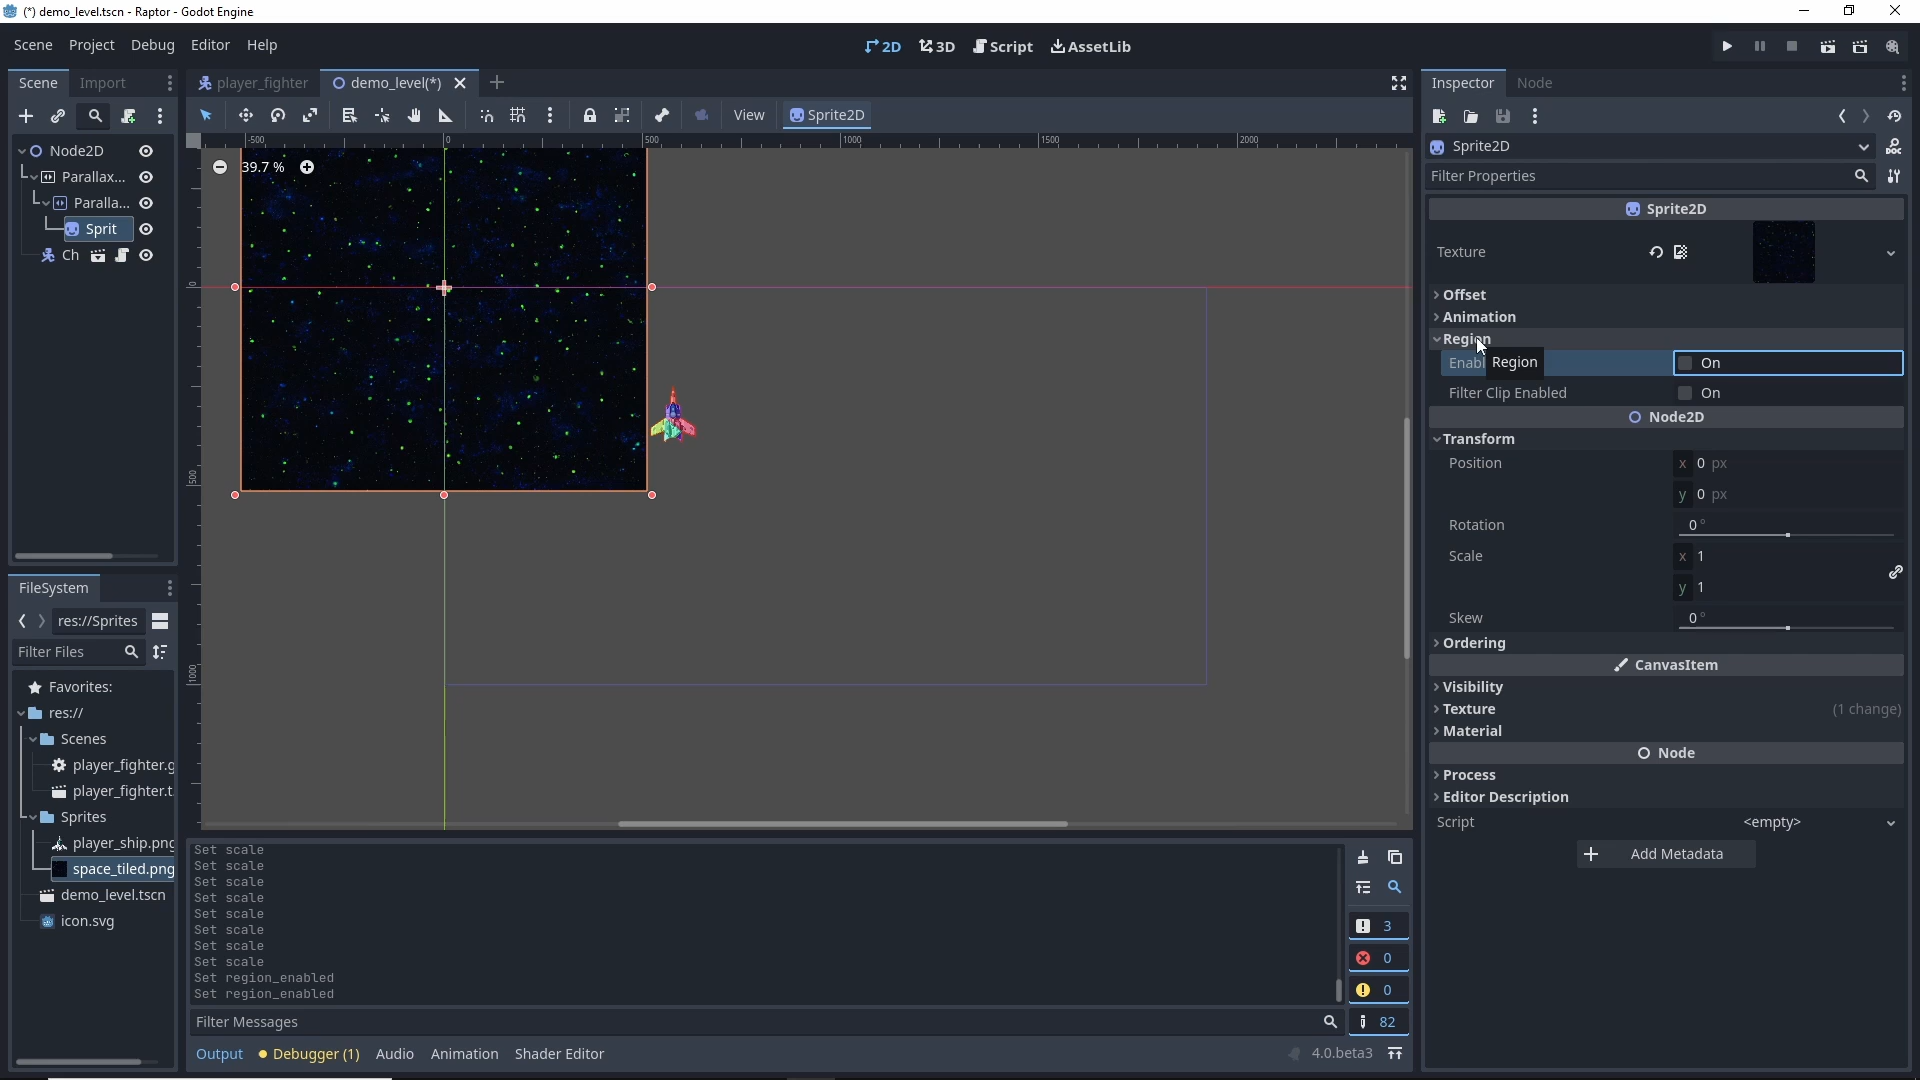 (*) demo_level.tscn - Raptor - Godot Engine
Scene Project Debug Editor Help
2D 3D Script AssetLib
Scene Import
player_fighter demo_level(*)
Inspector Node
View Sprite2D
Node2D
Parallax...
Paralla...
Sprit
Ch
-500 0 500 1000 1500 2000
39.7 %
0
500
1000
Sprite2D
Filter Properties
Sprite2D
Texture
Offset
Animation
Region
Enabl On
Region
Filter Clip Enabled On
Node2D
Transform
Position x 0 px
y 0 px
Rotation 0 °
Scale x 1
y 1
Skew 0 °
Ordering
CanvasItem
Visibility
Texture (1 change)
Material
Node
Process
Editor Description
Script <empty>
Add Metadata
FileSystem
res://Sprites
Filter Files
Favorites:
res://
Scenes
player_fighter.g
player_fighter.t
Sprites
player_ship.png
space_tiled.png
demo_level.tscn
icon.svg
Set scale
Set scale
Set scale
Set scale
Set scale
Set scale
Set scale
Set scale
Set region_enabled
Set region_enabled
3
0
0
82
Filter Messages
Output Debugger (1) Audio Animation Shader Editor
4.0.beta3